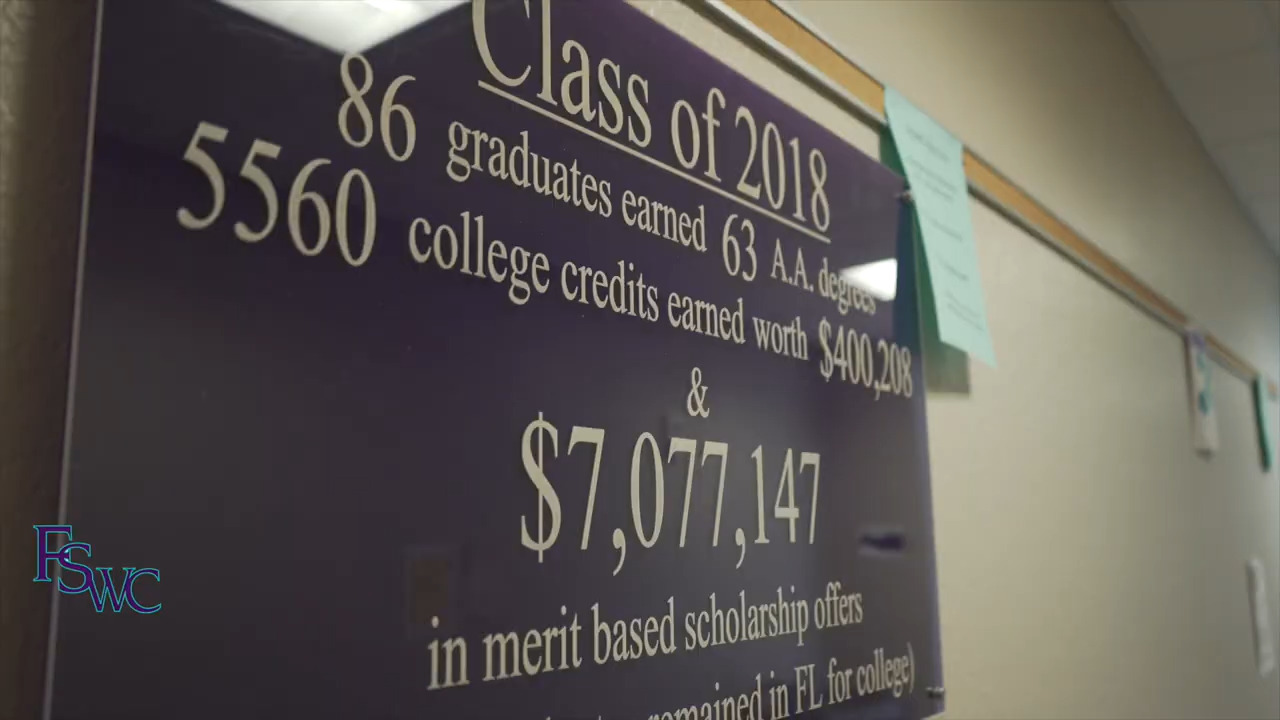 Class of 2018
86 graduates earned 63 A.A. degrees
5560 college credits earned worth $400,208
&
$7,077,147
in merit based scholarship offers
remained in FL for college)
FSWC